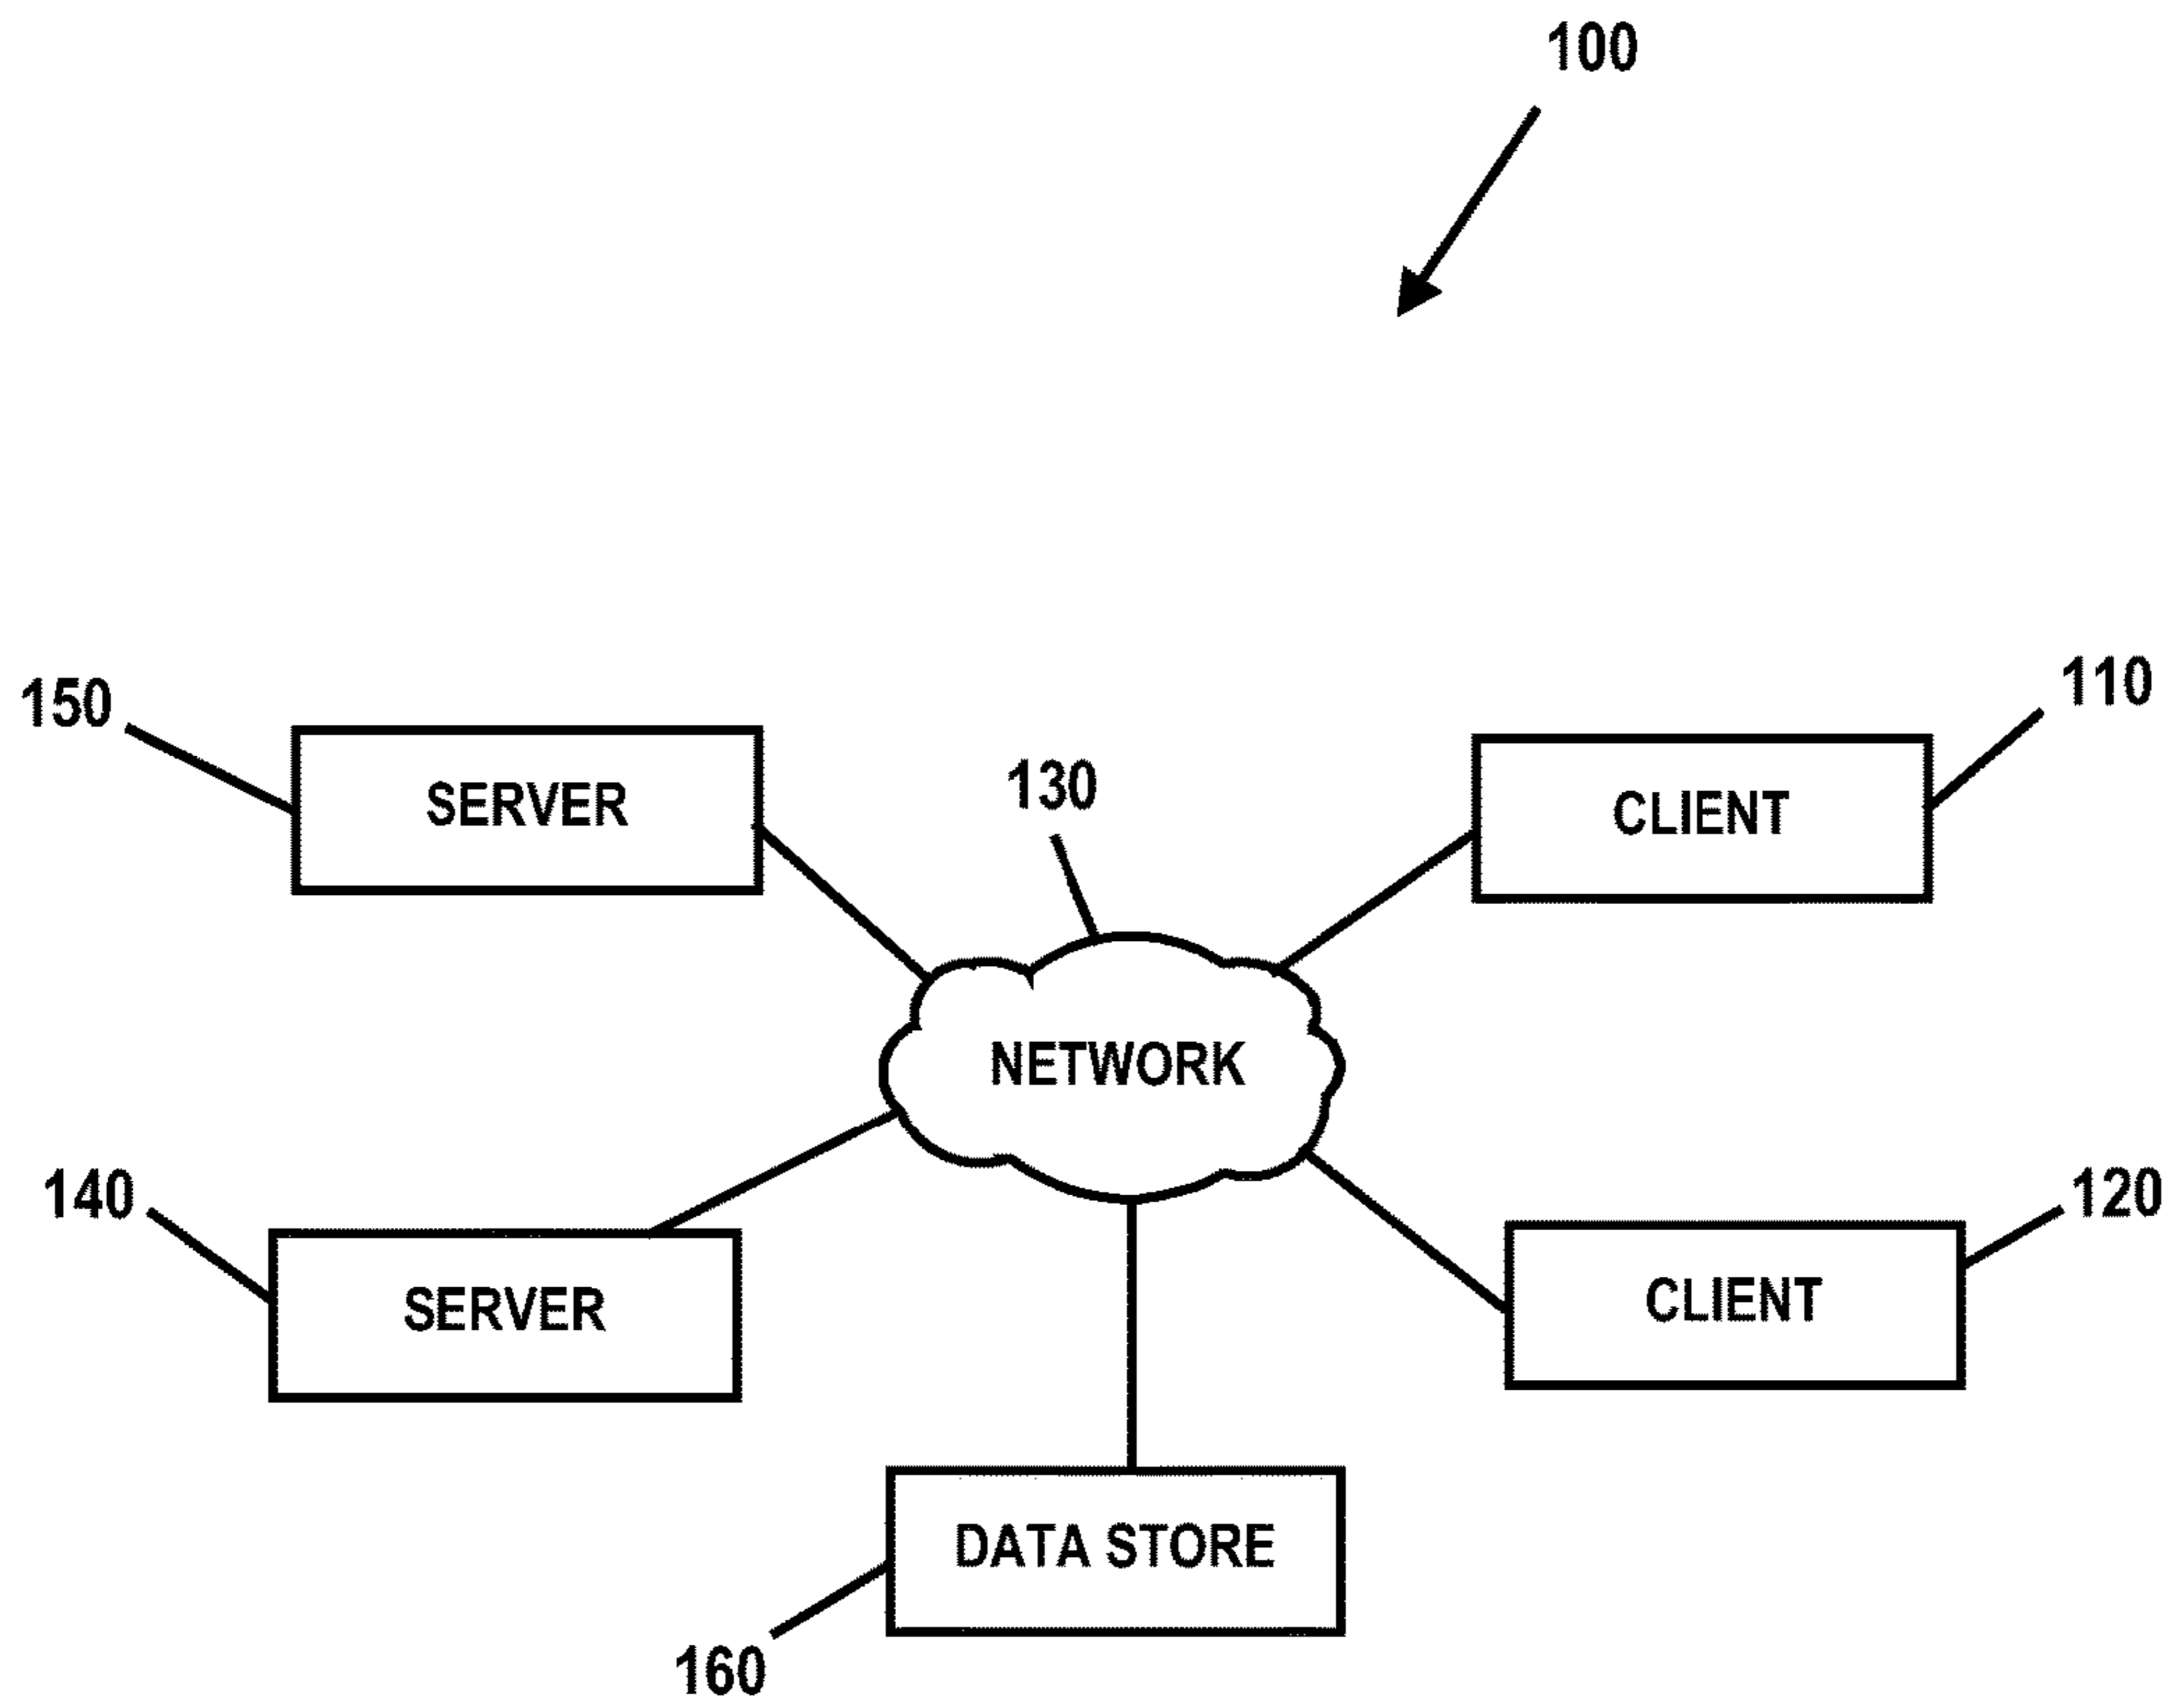 100
150
110
SERVER
130
CLIENT
NETWORK
140
120
SERVER
CLIENT
DATA STORE
160